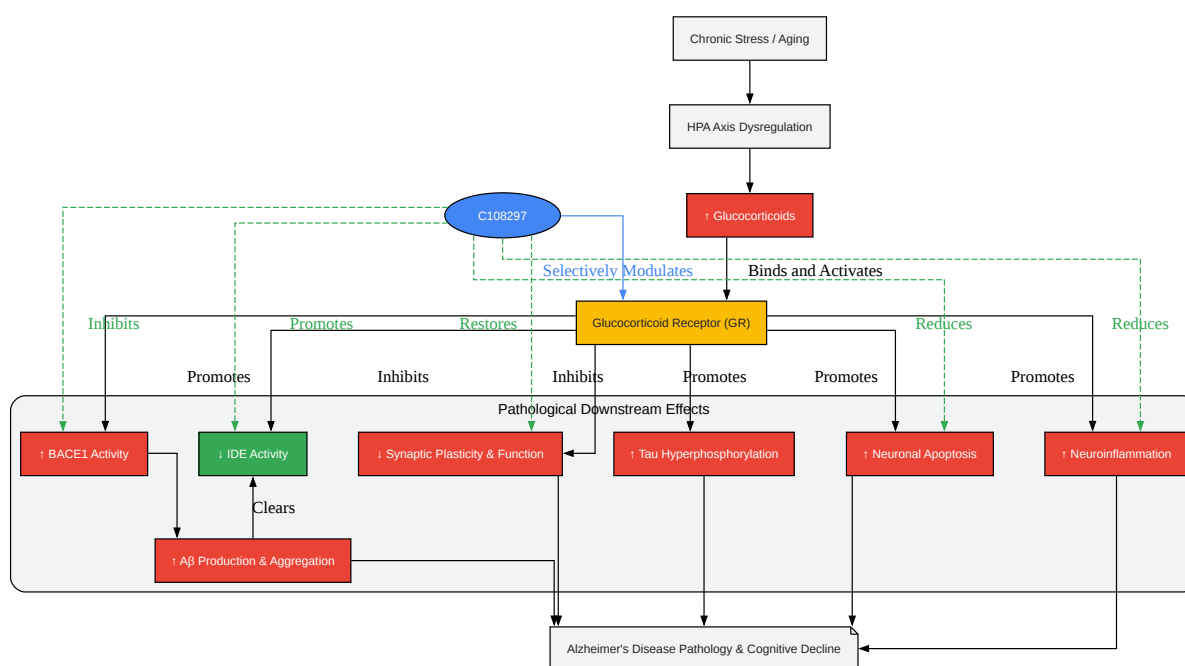 Chronic Stress / Aging
HPA Axis Dysregulation
↑ Glucocorticoids
C108297
Selectively Modulates
Binds and Activates
Glucocorticoid Receptor (GR)
Inhibits
Promotes
Restores
Reduces
Reduces
Promotes
Inhibits
Inhibits
Promotes
Promotes
Promotes
Pathological Downstream Effects
↑ BACE1 Activity
↓ IDE Activity
↓ Synaptic Plasticity & Function
↑ Tau Hyperphosphorylation
↑ Neuronal Apoptosis
↑ Neuroinflammation
Clears
↑ Aβ Production & Aggregation
Alzheimer's Disease Pathology & Cognitive Decline